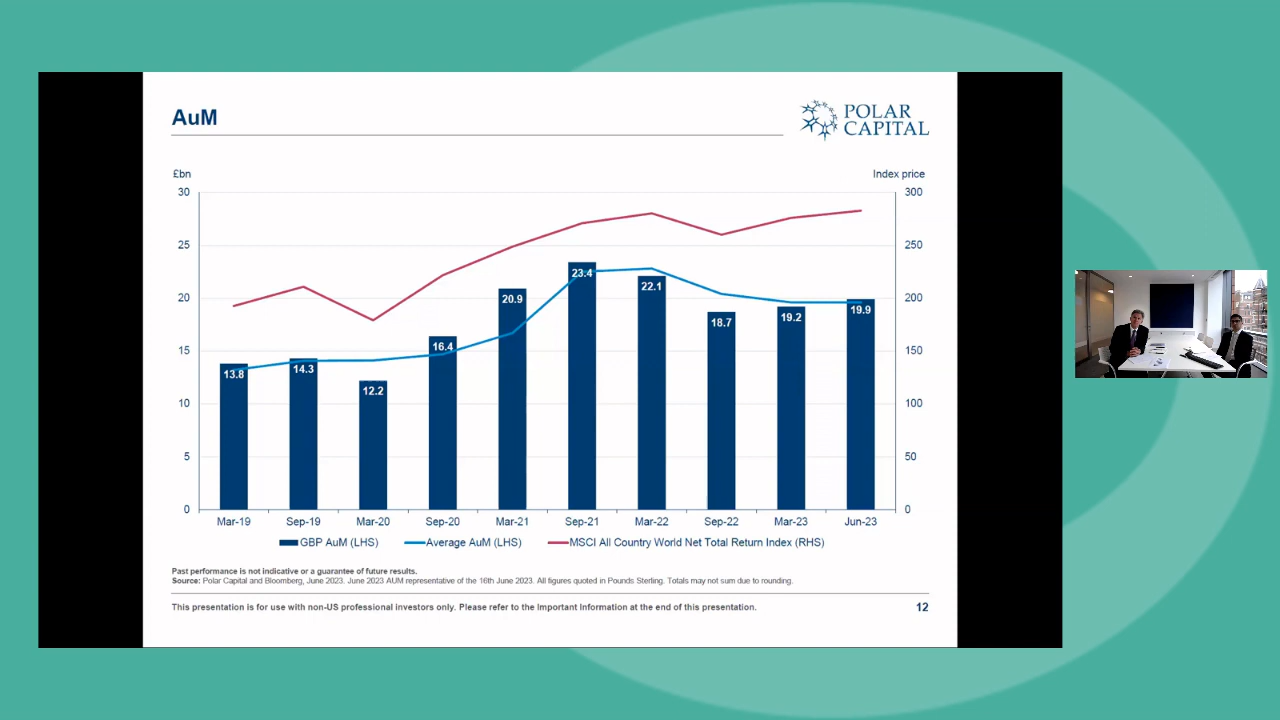 AuM
POLAR
CAPITAL
£bn
Index price
30
25
20
15
10
5
0
300
250
200
150
100
50
0
13.8
14.3
12.2
16.4
20.9
23.4
22.1
18.7
19.2
19.9
Mar-19 Sep-19 Mar-20 Sep-20 Mar-21 Sep-21 Mar-22 Sep-22 Mar-23 Jun-23
GBP AuM (LHS) Average AuM (LHS) MSCI All Country World Net Total Return Index (RHS)
Past performance is not indicative or a guarantee of future results.
Source: Polar Capital and Bloomberg, June 2023. June 2023 AUM representative of the 16th June 2023. All figures quoted in Pounds Sterling. Totals may not sum due to rounding.
This presentation is for use with non-US professional investors only. Please refer to the Important Information at the end of this presentation.
12